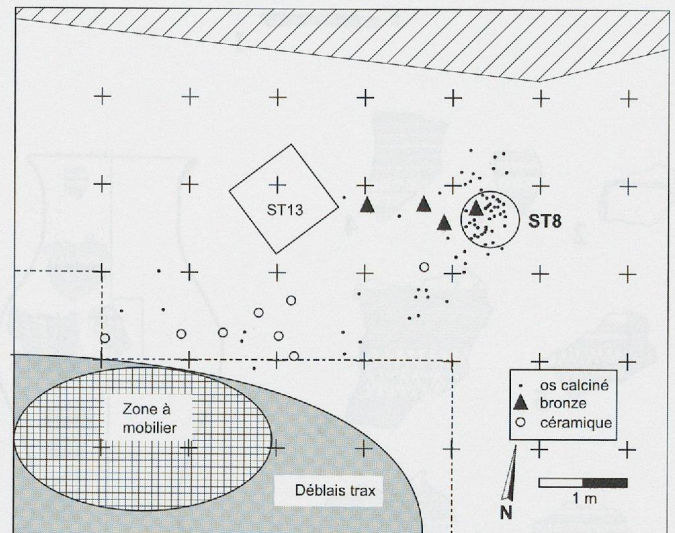 ST13
ST8
os calciné
bronze
céramique
Zone à
mobilier
Déblais trax
N
1 m